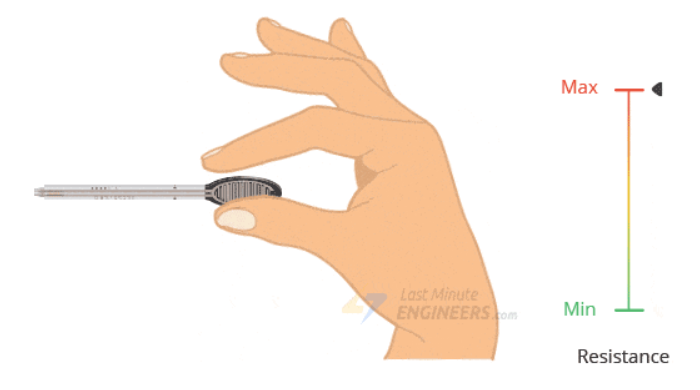 Max
Last Minute
ENGINEERS.com
Min
Resistance